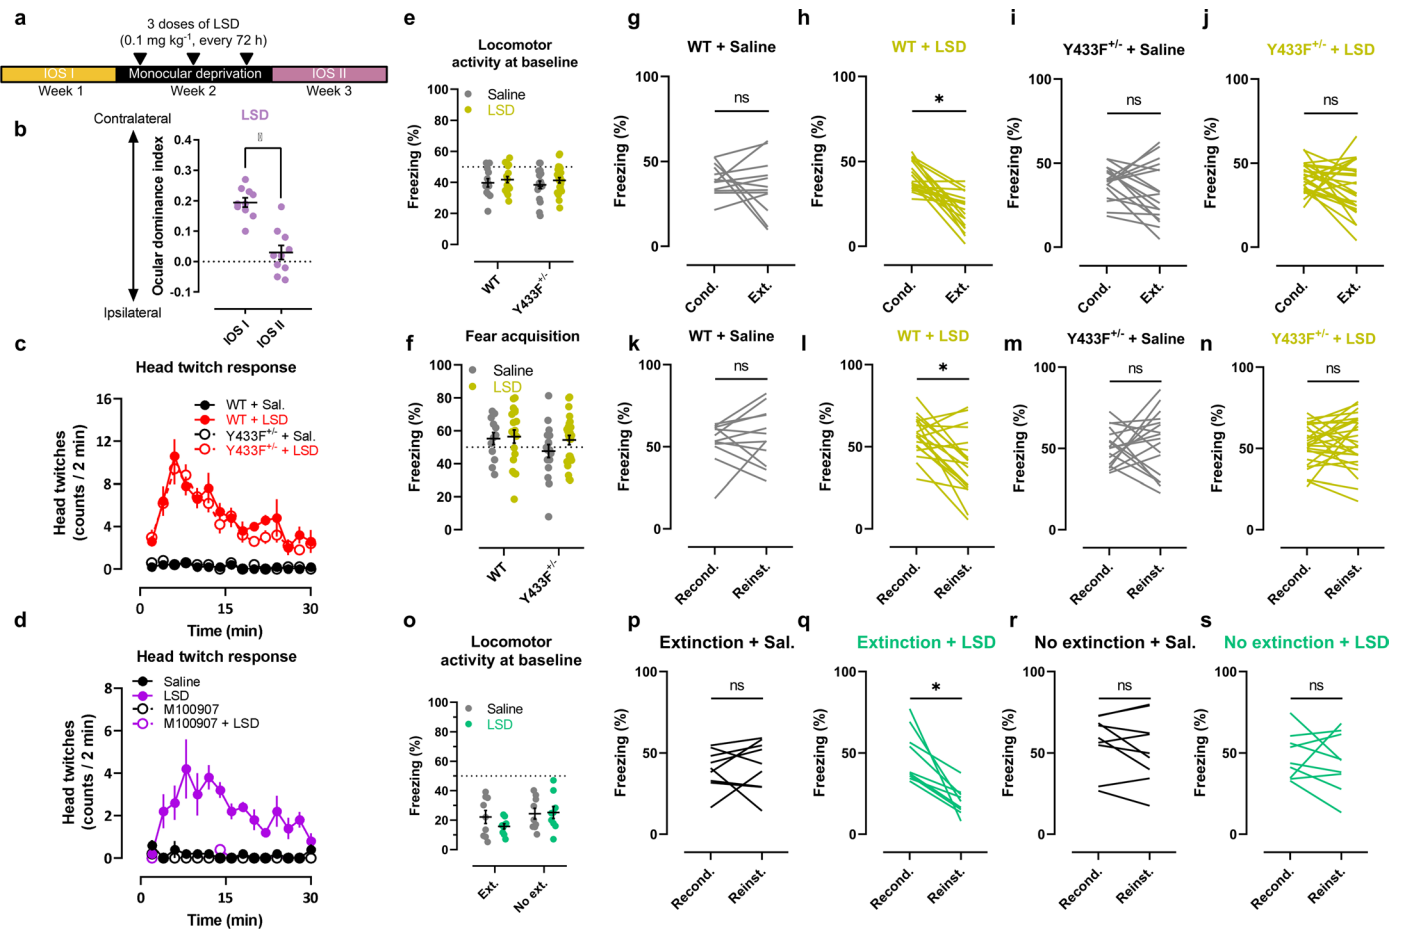 a
3 doses of LSD
(0.1 mg kg⁻¹, every 72 h)
IOS I
Monocular deprivation
IOS II
Week 1
Week 2
Week 3
b
LSD
Contralateral
Ipsilateral
Ocular dominance index
0.4
0.3
0.2
0.1
0.0
-0.1
IOS I
IOS II
c
Head twitch response
WT + Sal.
WT + LSD
Y433F+/- + Sal.
Y433F+/- + LSD
Head twitches
(counts / 2 min)
16
12
8
4
0
0
15
30
Time (min)
d
Head twitch response
Saline
LSD
M100907
M100907 + LSD
Head twitches
(counts / 2 min)
8
6
4
2
0
0
15
30
Time (min)
e
Locomotor
activity at baseline
Saline
LSD
Freezing (%)
100
80
60
40
20
0
WT
Y433F+/-
f
Fear acquisition
Saline
LSD
Freezing (%)
100
80
60
40
20
0
WT
Y433F+/-
g
WT + Saline
ns
Freezing (%)
100
50
0
Cond.
Ext.
h
WT + LSD
*
Freezing (%)
100
50
0
Cond.
Ext.
i
Y433F+/- + Saline
ns
Freezing (%)
100
50
0
Cond.
Ext.
j
Y433F+/- + LSD
ns
Freezing (%)
100
50
0
Cond.
Ext.
k
WT + Saline
ns
Freezing (%)
100
50
0
Recond.
Reinst.
l
WT + LSD
*
Freezing (%)
100
50
0
Recond.
Reinst.
m
Y433F+/- + Saline
ns
Freezing (%)
100
50
0
Recond.
Reinst.
n
Y433F+/- + LSD
ns
Freezing (%)
100
50
0
Recond.
Reinst.
o
Locomotor
activity at baseline
Saline
LSD
Freezing (%)
100
80
60
40
20
0
Ext.
No ext.
p
Extinction + Sal.
ns
Freezing (%)
100
50
0
Recond.
Reinst.
q
Extinction + LSD
*
Freezing (%)
100
50
0
Recond.
Reinst.
r
No extinction + Sal.
ns
Freezing (%)
100
50
0
Recond.
Reinst.
s
No extinction + LSD
ns
Freezing (%)
100
50
0
Recond.
Reinst.